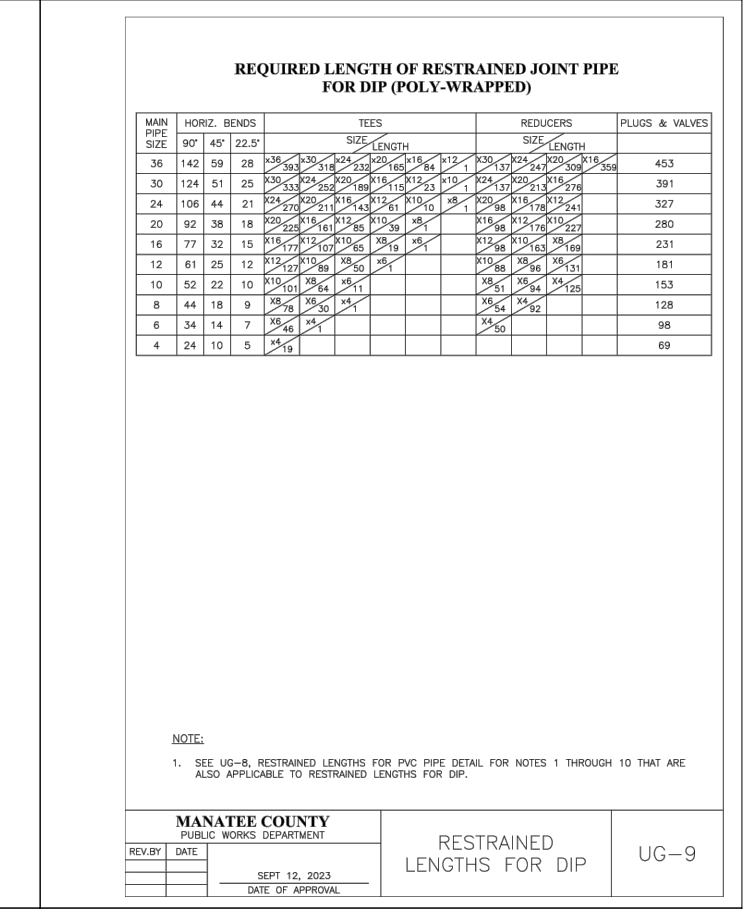 REQUIRED LENGTH OF RESTRAINED JOINT PIPE
FOR DIP (POLY-WRAPPED)
MAIN PIPE SIZE HORIZ. BENDS TEES REDUCERS PLUGS & VALVES
90° 45° 22.5° SIZE LENGTH SIZE LENGTH
36 142 59 28 x36 393 x30 318 x24 232 x20 165 x16 84 x12 1 X30 137 X24 247 X20 309 X16 359 453
30 124 51 25 X30 333 X24 252 X20 189 X16 115 X12 23 x10 1 X24 137 X20 213 X16 276 391
24 106 44 21 X24 270 X20 211 X16 143 X12 61 X10 10 x8 1 X20 98 X16 178 X12 241 327
20 92 38 18 X20 225 X16 161 X12 85 X10 39 x8 1 X16 98 X12 176 X10 227 280
16 77 32 15 X16 177 X12 107 X10 65 X8 19 x6 1 X12 98 X10 163 X8 169 231
12 61 25 12 X12 127 X10 89 X8 50 x6 1 X10 88 X8 96 X6 131 181
10 52 22 10 X10 101 X8 64 x6 11 X8 51 X6 94 X4 125 153
8 44 18 9 X8 78 X6 30 x4 1 X6 54 X4 92 128
6 34 14 7 X6 46 x4 1 X4 50 98
4 24 10 5 x4 19 69
NOTE:
1. SEE UG-8, RESTRAINED LENGTHS FOR PVC PIPE DETAIL FOR NOTES 1 THROUGH 10 THAT ARE
ALSO APPLICABLE TO RESTRAINED LENGTHS FOR DIP.
MANATEE COUNTY
PUBLIC WORKS DEPARTMENT
REV.BY DATE
SEPT 12, 2023
DATE OF APPROVAL
RESTRAINED
LENGTHS FOR DIP
UG-9